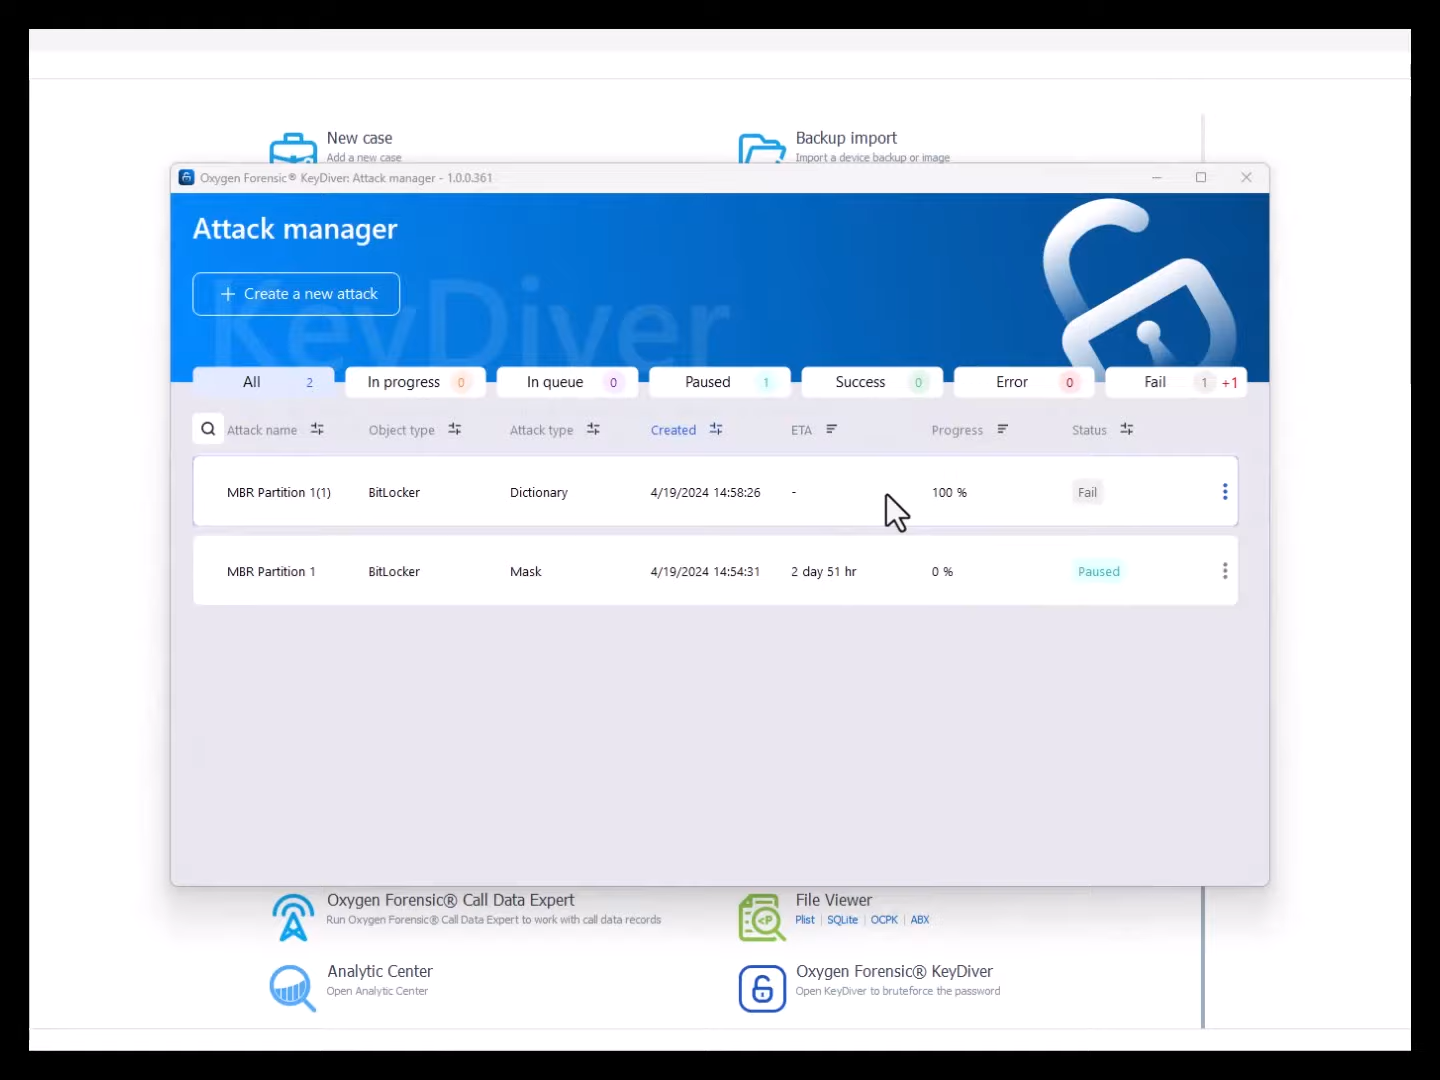 New case
Add a new case
Backup import
Import a device backup or image
Oxygen Forensic® KeyDiver: Attack manager - 1.0.0.361
Attack manager
KeyDiver
+ Create a new attack
All 2
In progress 0
In queue 0
Paused 1
Success 0
Error 0
Fail 1 +1
Attack name
Object type
Attack type
Created
ETA
Progress
Status
MBR Partition 1(1) BitLocker Dictionary 4/19/2024 14:58:26 - 100 % Fail
MBR Partition 1 BitLocker Mask 4/19/2024 14:54:31 2 day 51 hr 0 % Paused
Oxygen Forensic® Call Data Expert
Run Oxygen Forensic® Call Data Expert to work with call data records
File Viewer
Plist | SQLite | OCPK | ABX
Analytic Center
Open Analytic Center
Oxygen Forensic® KeyDiver
Open KeyDiver to bruteforce the password